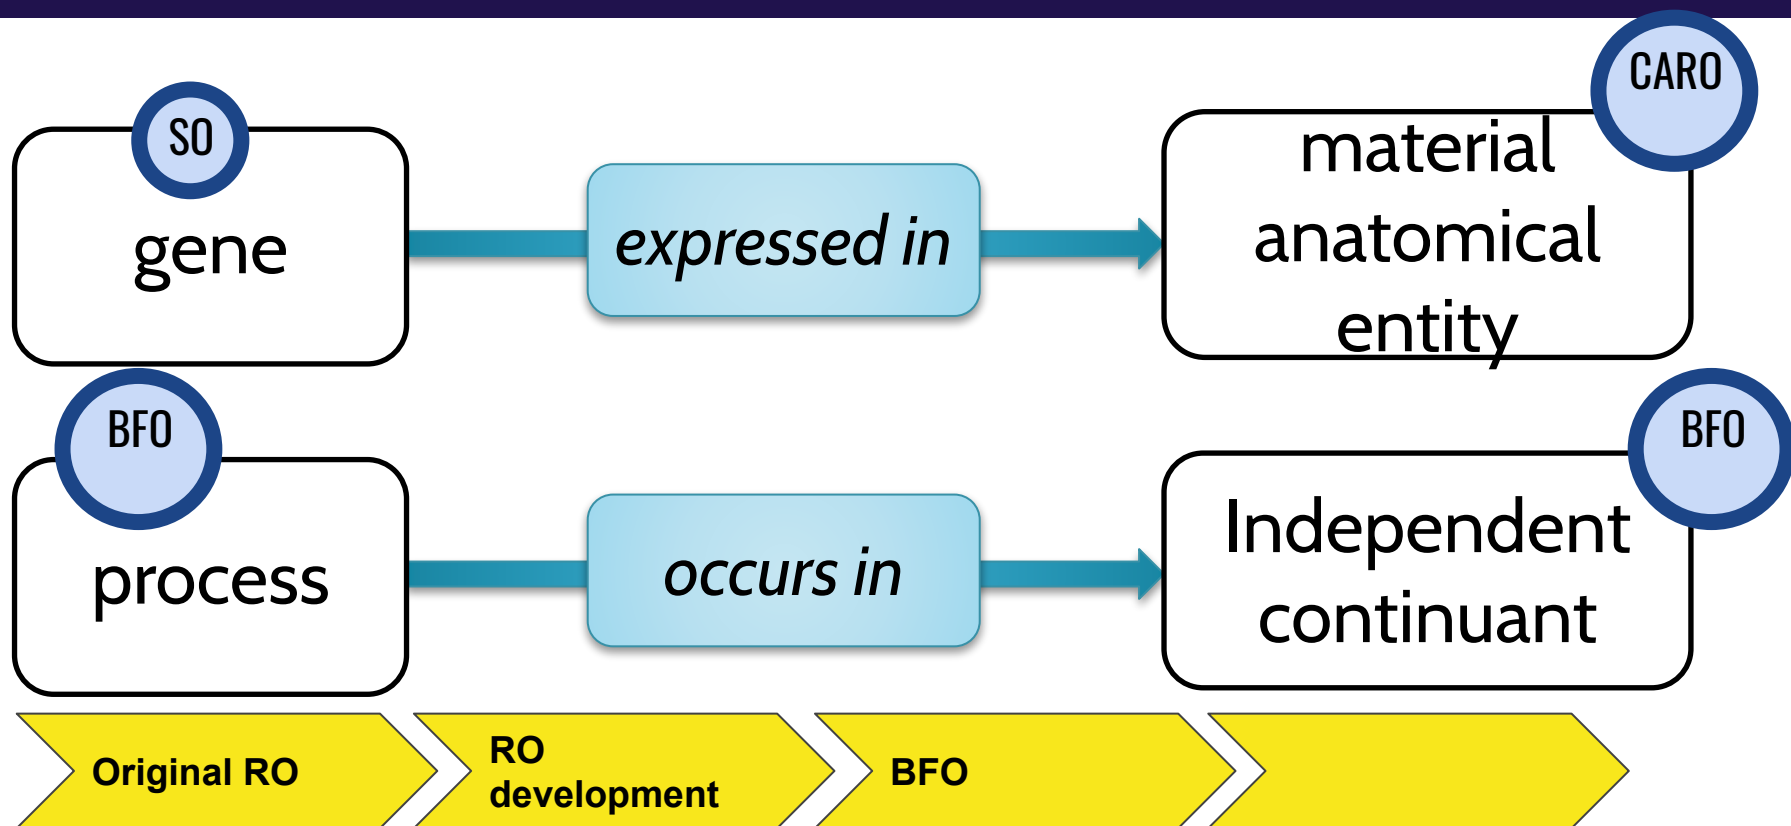 SO
gene
expressed in
CARO
material
anatomical
entity
BFO
process
occurs in
BFO
Independent
continuant
Original RO
RO
development
BFO